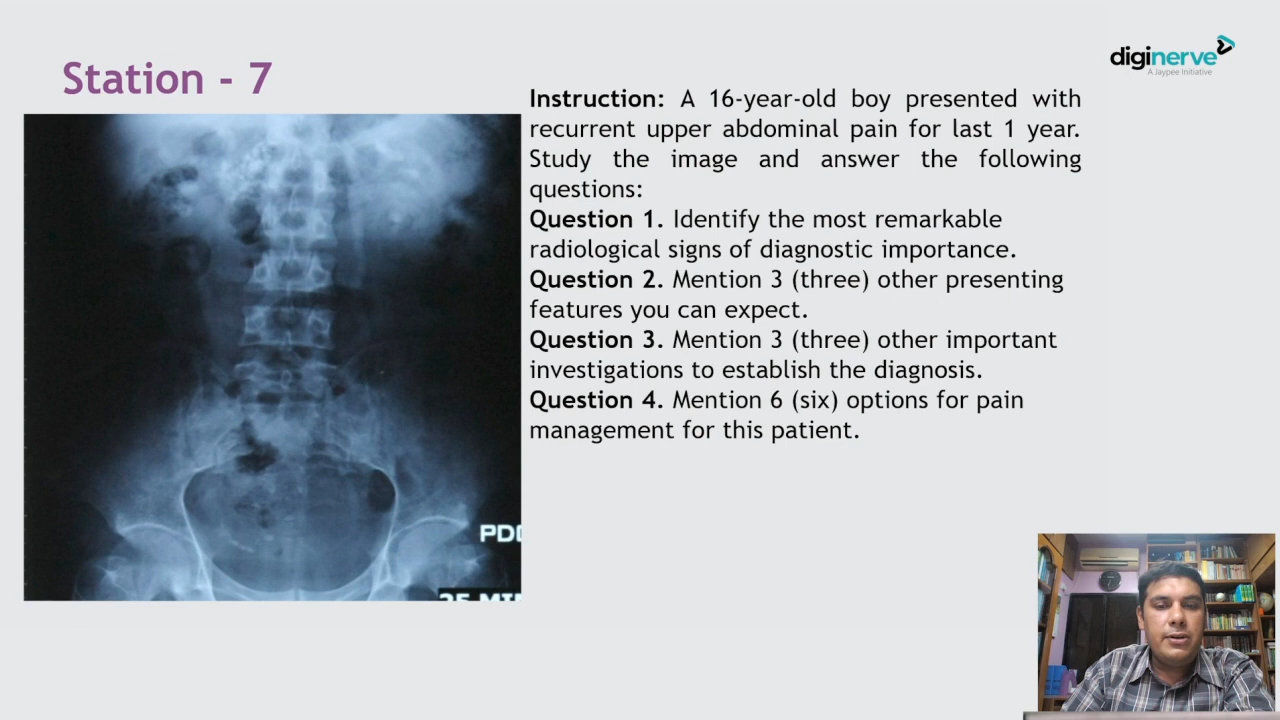 Station - 7
diginerve
A Jaypee Initiative
Instruction: A 16-year-old boy presented with
recurrent upper abdominal pain for last 1 year.
Study the image and answer the following
questions:
Question 1. Identify the most remarkable
radiological signs of diagnostic importance.
Question 2. Mention 3 (three) other presenting
features you can expect.
Question 3. Mention 3 (three) other important
investigations to establish the diagnosis.
Question 4. Mention 6 (six) options for pain
management for this patient.